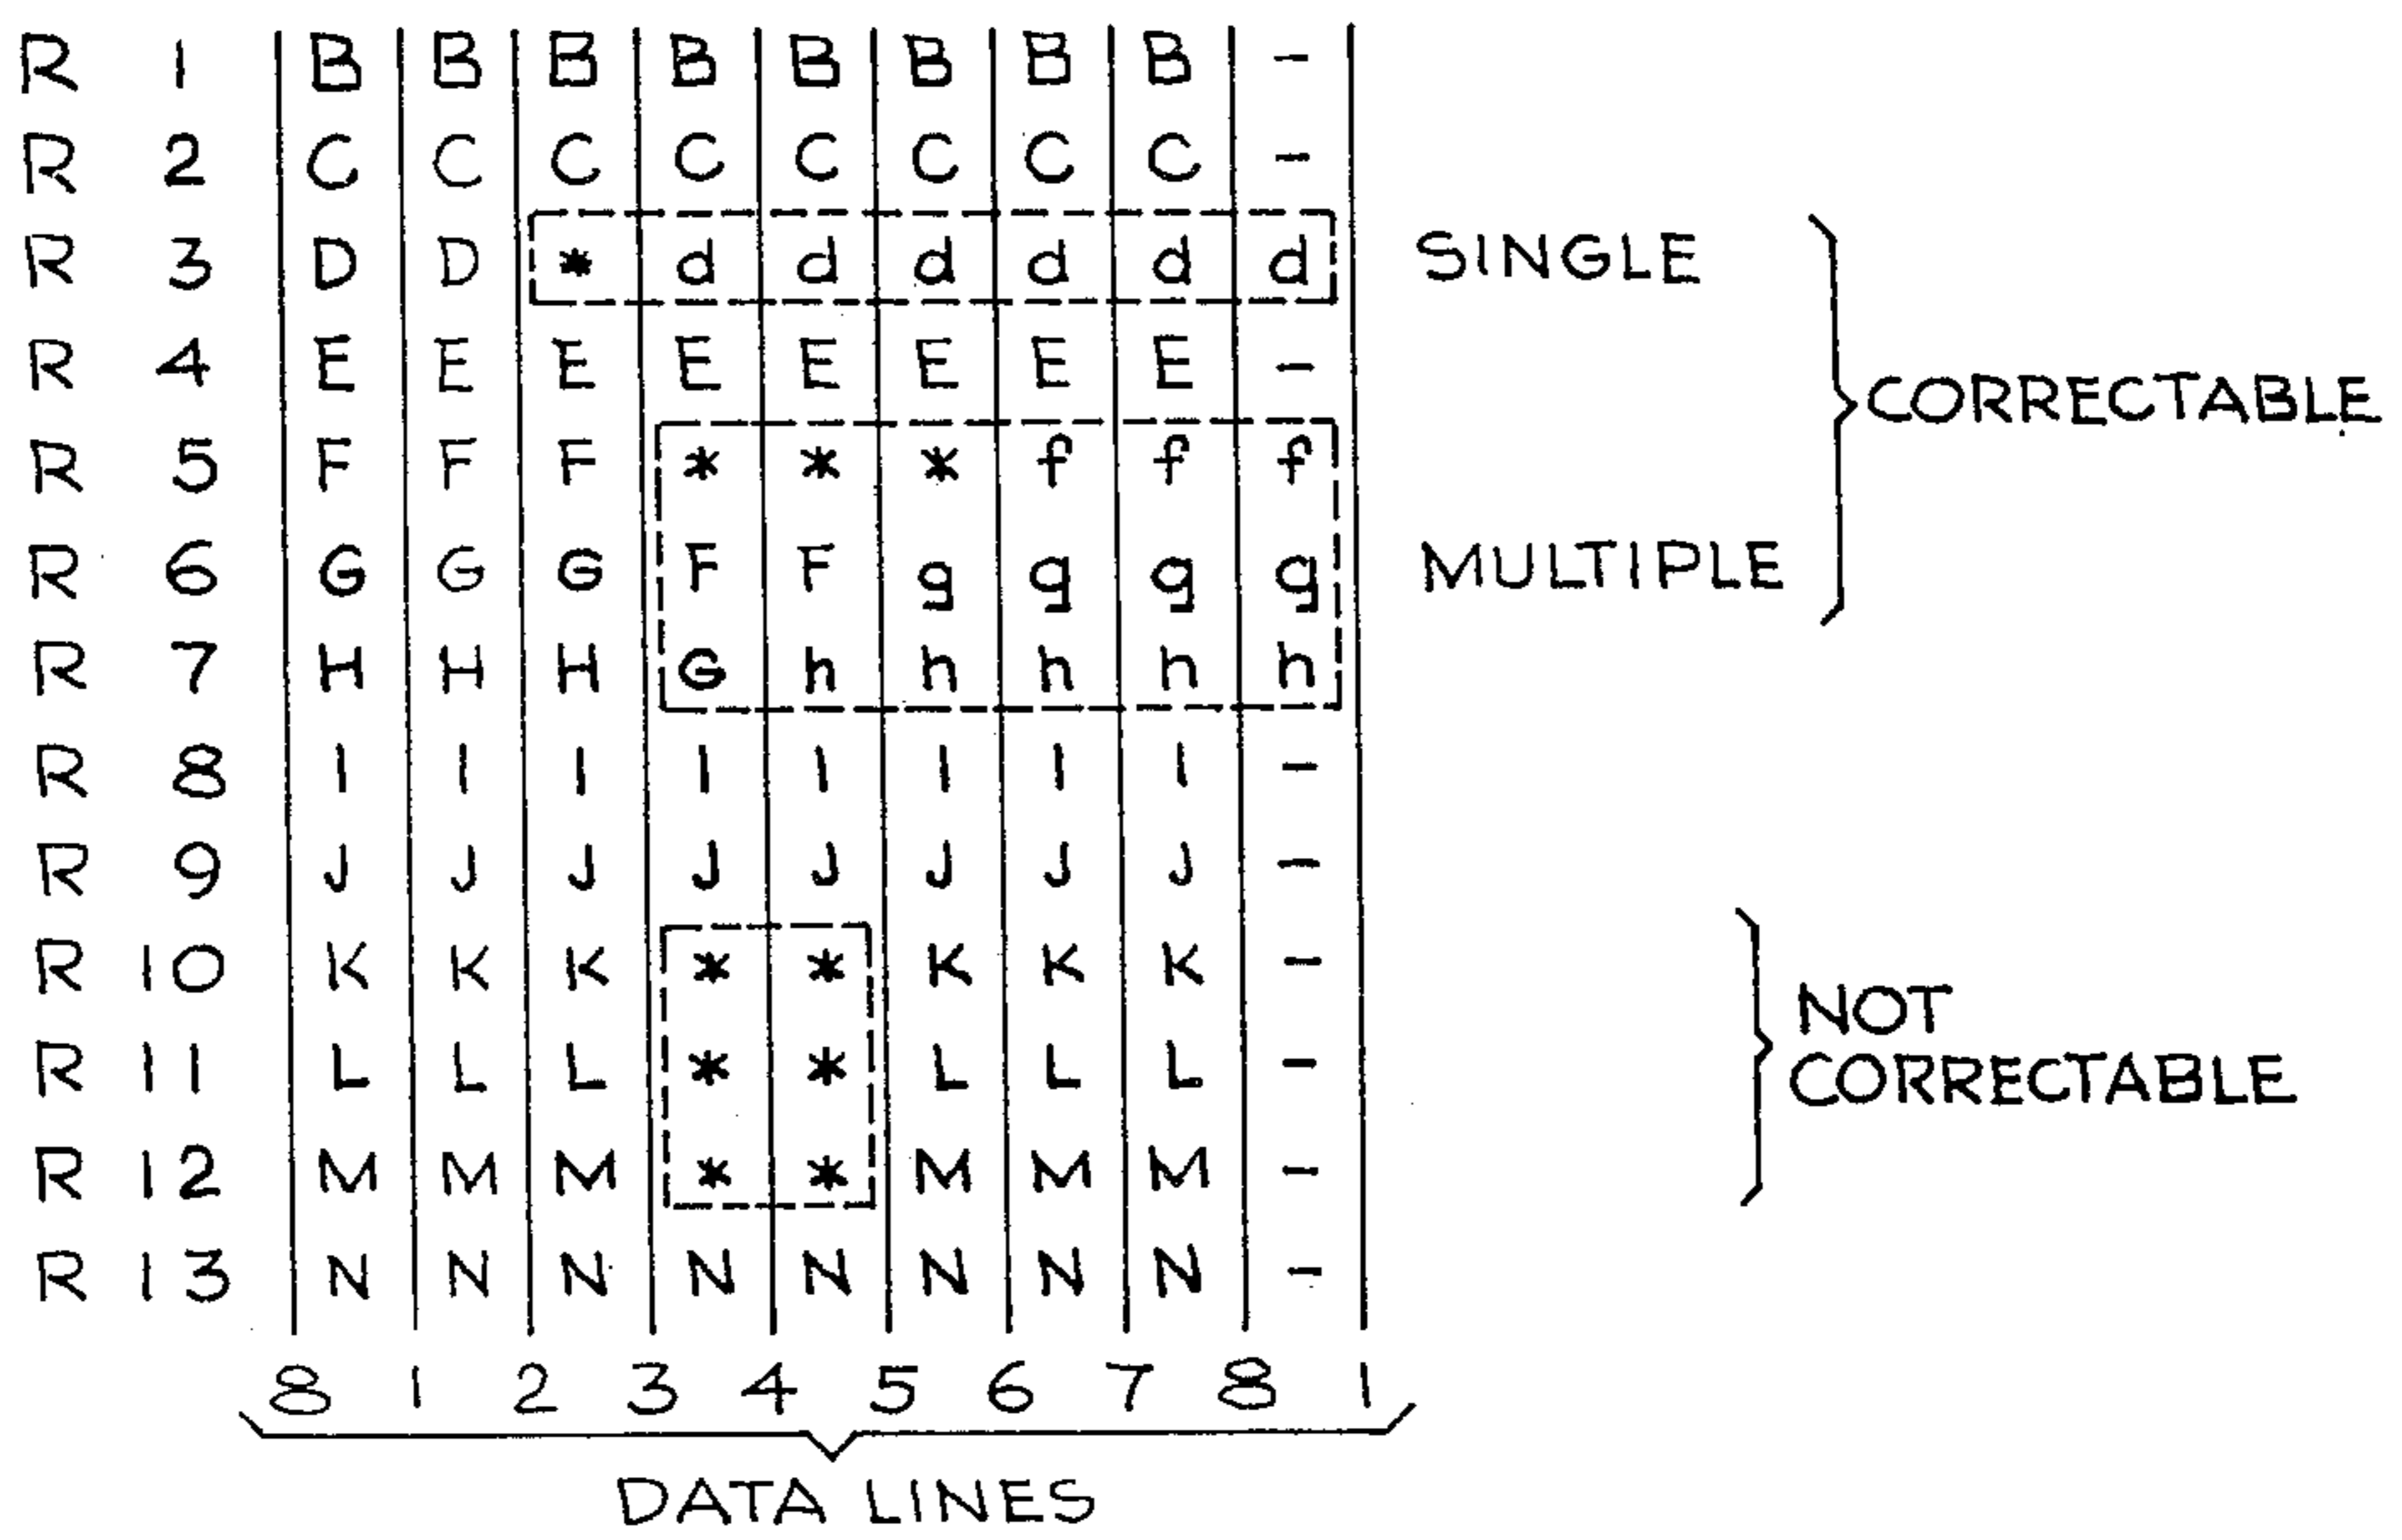 R 1 B B B B B B B B -
R 2 C C C C C C C C -
R 3 D D * d d d d d d SINGLE
R 4 E E E E E E E E -
CORRECTABLE
R 5 F F F * * * f f f
R 6 G G G F F g g g g MULTIPLE
R 7 H H H G h h h h h
R 8 I I I I I I I I -
R 9 J J J J J J J J -
R 10 K K K * * K K K -
NOT
R 11 L L L * * L L L -
CORRECTABLE
R 12 M M M * * M M M -
R 13 N N N N N N N N -
8 1 2 3 4 5 6 7 8 1
DATA LINES